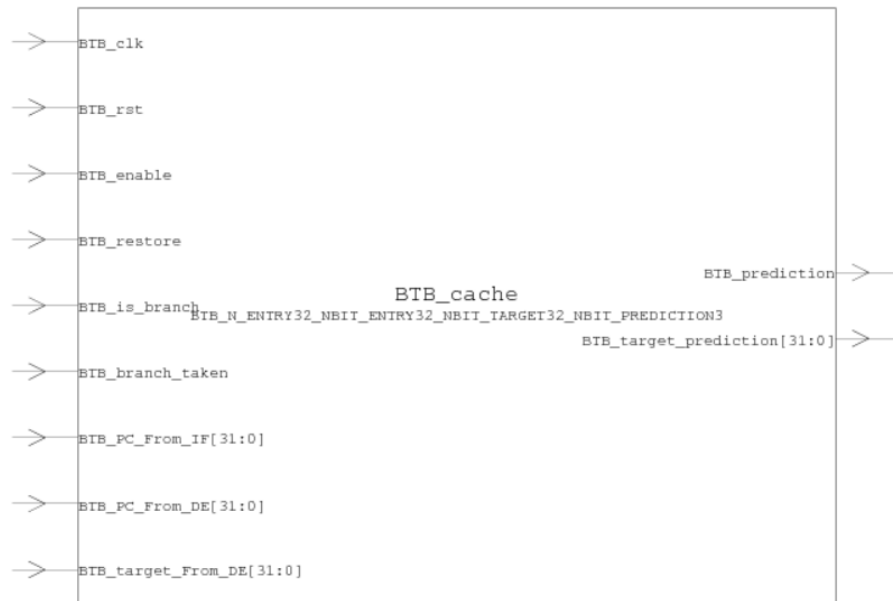 BTB_clk
BTB_rst
BTB_enable
BTB_restore
BTB_is_branch
BTB_branch_taken
BTB_PC_From_IF[31:0]
BTB_PC_From_DE[31:0]
BTB_target_From_DE[31:0]
BTB_cache
BTB_N_ENTRY32_NBIT_ENTRY32_NBIT_TARGET32_NBIT_PREDICTION3
BTB_prediction
BTB_target_prediction[31:0]